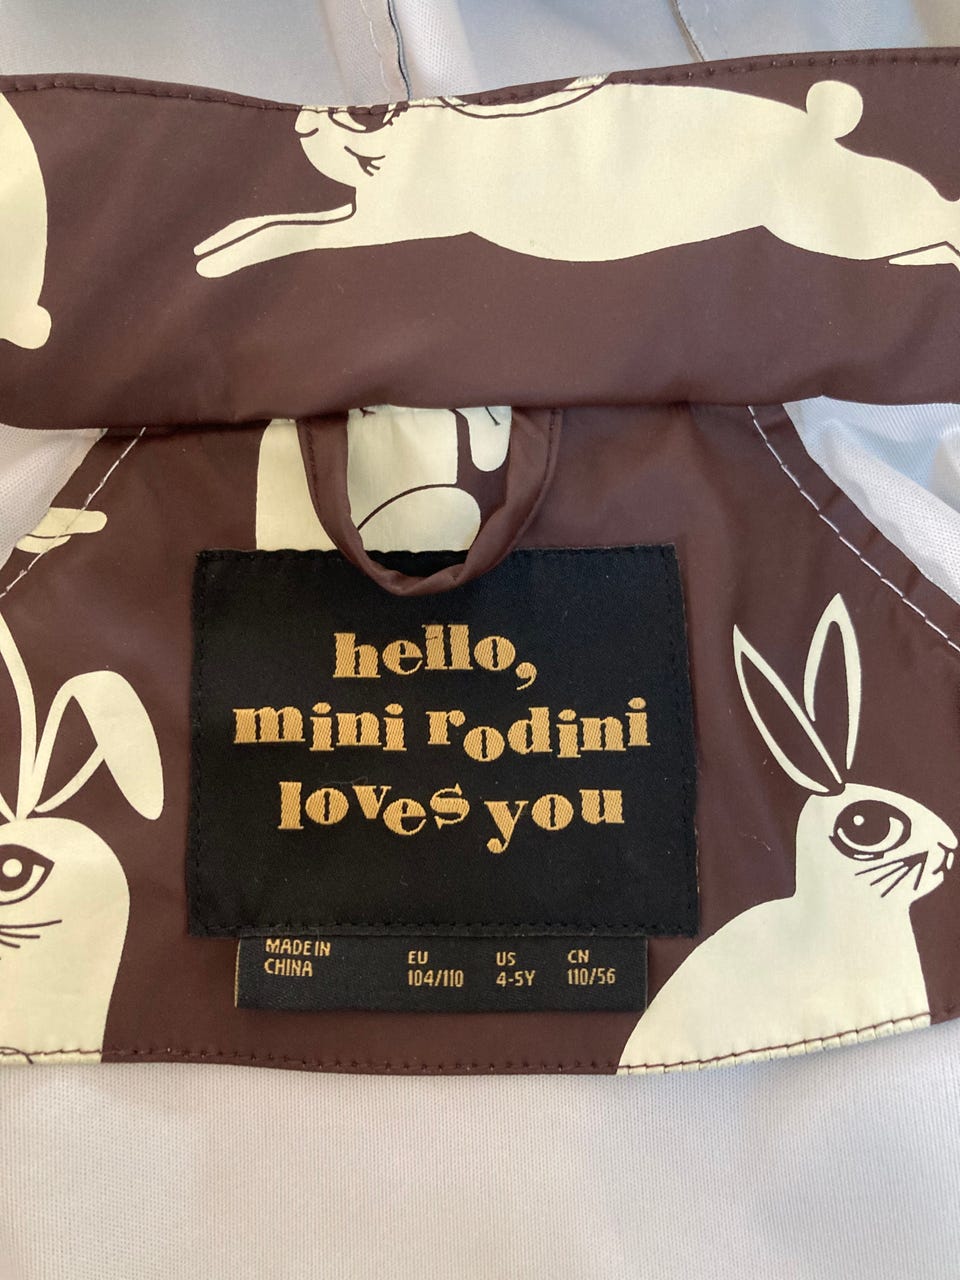 hello,
mini rodini
loves you
MADE IN
CHINA
EU
104/110
US
4-5Y
CN
110/56